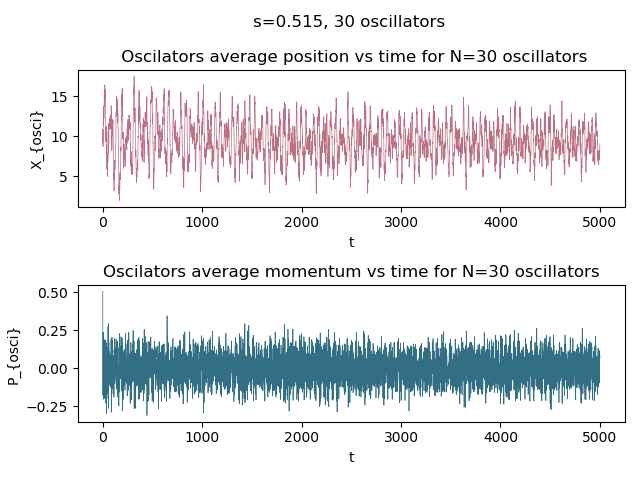 s=0.515, 30 oscillators
Oscilators average position vs time for N=30 oscillators
X_{osci}
15
10
5
0
1000
2000
3000
4000
5000
t
Oscilators average momentum vs time for N=30 oscillators
P_{osci}
0.50
0.25
0.00
−0.25
0
1000
2000
3000
4000
5000
t